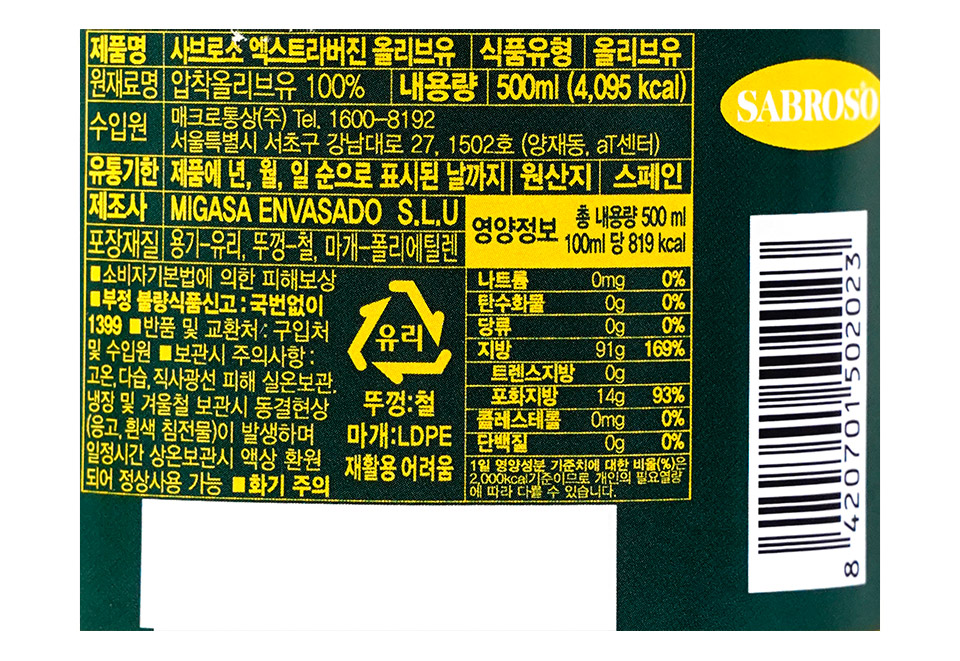 제품명 사브로소 엑스트라버진 올리브유 식품유형 올리브유
원재료명 압착올리브유 100% 내용량 500ml (4,095 kcal)
수입원 매크로통상(주) Tel. 1600-8192
서울특별시 서초구 강남대로 27, 1502호 (양재동, aT센터)
유통기한 제품에 년, 월, 일 순으로 표시된 날까지 원산지 스페인
제조사 MIGASA ENVASADO S.L,U
포장재질 용기-유리, 뚜껑-철, 마개-폴리에틸렌
■소비자기본법에 의한 피해보상
■부정 불량식품신고 : 국번없이
1399 ■반품 및 교환처 : 구입처
및 수입원 ■보관시 주의사항 :
고온, 다습, 직사광선 피해 실온보관.
냉장 및 겨울철 보관시 동결현상
(응고, 흰색 침전물)이 발생하며
일정시간 상온보관시 액상 환원
되어 정상사용 가능 ■화기 주의
유리
뚜껑:철
마개:LDPE
재활용 어려움
영양정보 총 내용량 500 ml
100ml 당 819 kcal
나트륨 0mg 0%
탄수화물 0g 0%
당류 0g 0%
지방 91g 169%
트렌스지방 0g
포화지방 14g 93%
콜레스테롤 0mg 0%
단백질 0g 0%
1일 영양성분 기준치에 대한 비율(%)은
2,000kcal기준이므로 개인의 필요열량
에 따라 다를 수 있습니다.
SABROSO®
8 420701 502023